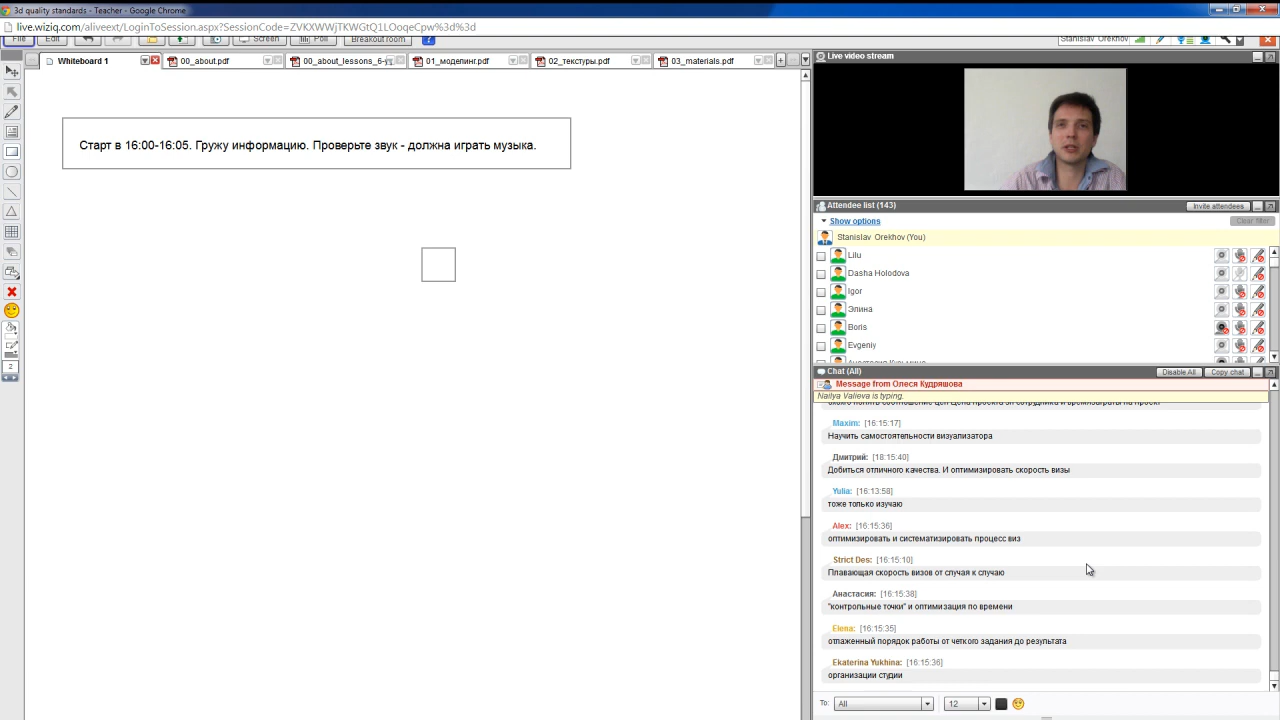 3d quality standards - Teacher - Google Chrome
live.wiziq.com/aliveext/LoginToSession.aspx?SessionCode=ZVKXWWjTKWGtQ1LOoqeCpw%3d%3d
File Edit Screen Poll Breakout room Stanislav Orekhov
Whiteboard 1 00_about.pdf 00_about_lessons_6- 01_моделинг.pdf 02_текстуры.pdf 03_materials.pdf
Старт в 16:00-16:05. Гружу информацию. Проверьте звук - должна играть музыка.
2
Live video stream
Attendee list (143) Invite attendees
Show options Clear filter
Stanislav Orekhov (You)
Lilu
Dasha Holodova
Igor
Элина
Boris
Evgeniy
Chat (All) Disable All Copy chat
Message from Олеся Кудряшова
Nailya Valieva is typing.
Maxim: [16:15:17]
Научить самостоятельности визуализатора
Дмитрий: [18:15:40]
Добиться отличного качества. И оптимизировать скорость визы
Yulia: [16:13:58]
тоже только изучаю
Alex: [16:15:36]
оптимизировать и систематизировать процесс виз
Strict Des: [16:15:10]
Плавающая скорость визов от случая к случаю
Анастасия: [16:15:38]
"контрольные точки" и оптимизация по времени
Elena: [16:15:35]
отлаженный порядок работы от четкого задания до результата
Ekaterina Yukhina: [16:15:36]
организации студии
To: All 12